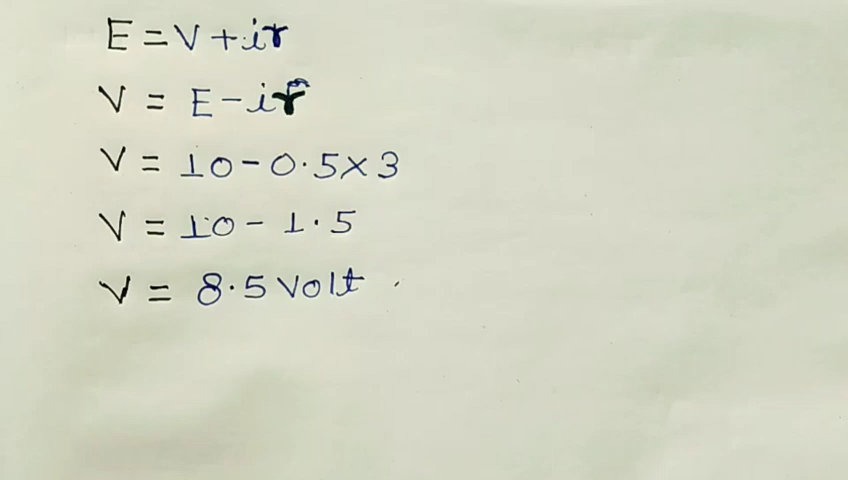 E = V + ir
V = E - ir
V = 10 - 0.5 × 3
V = 10 - 1.5
V = 8.5 Volt